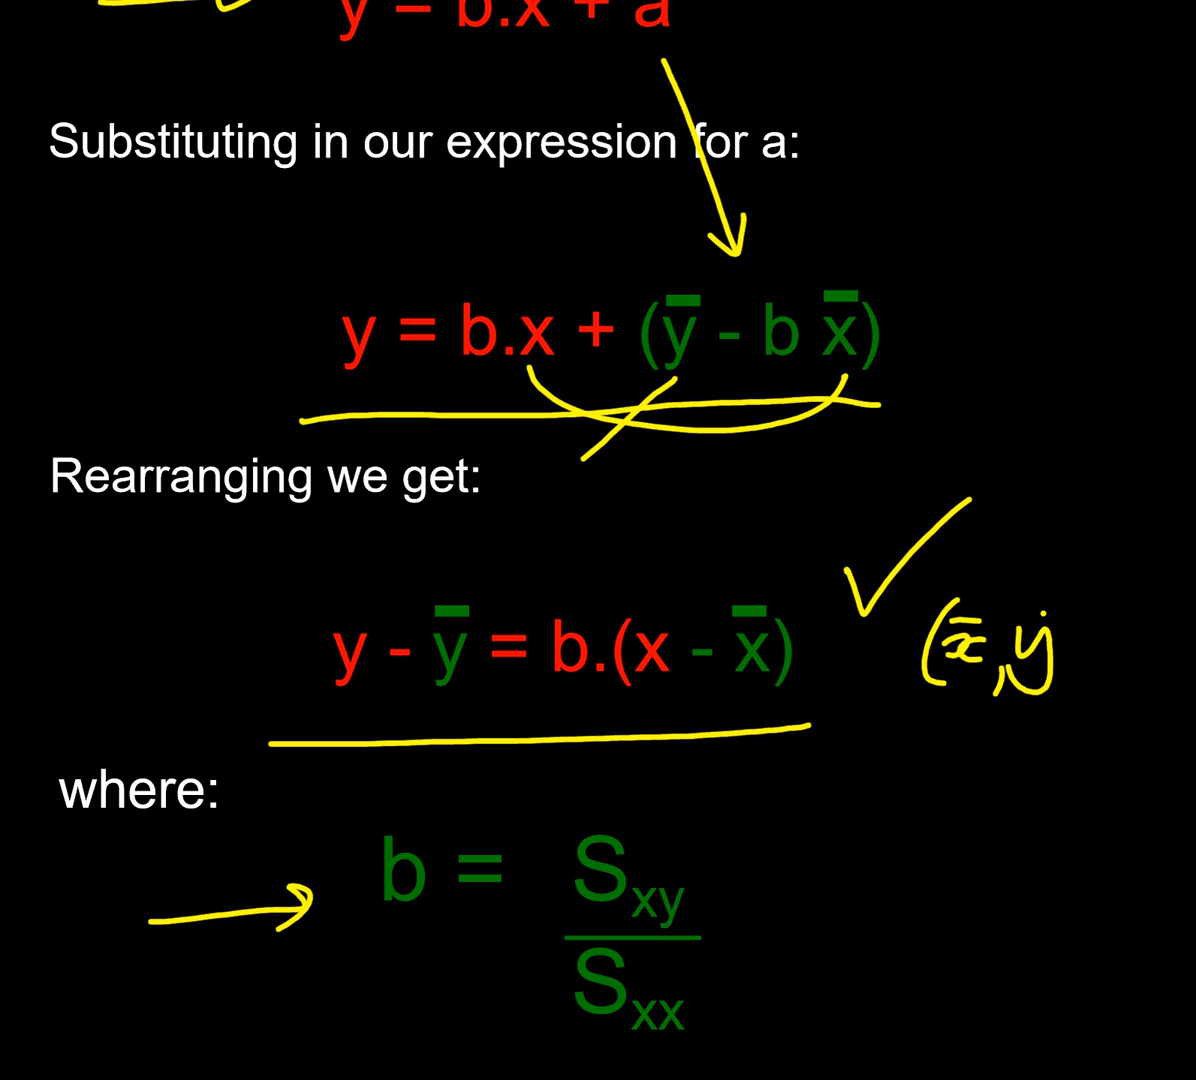 y = b.x + a
Substituting in our expression for a:
y = b.x + (y̅ - b x̅)
Rearranging we get:
y - y̅ = b.(x - x̅)
(x̅, y
where:
b = Sxy
Sxx